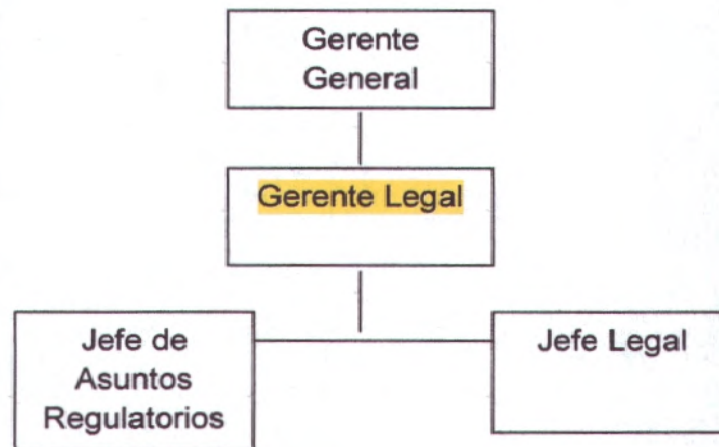 Gerente
General
Gerente Legal
Jefe de
Asuntos
Regulatorios
Jefe Legal